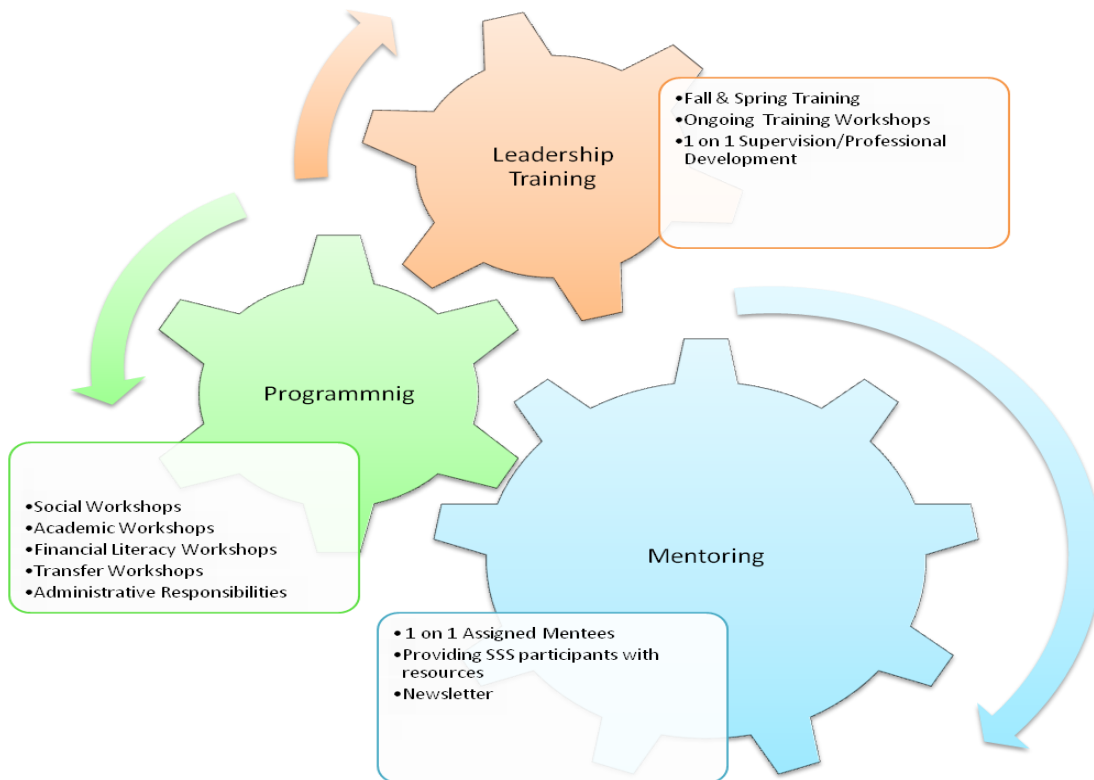 Leadership
Training
•Fall & Spring Training
•Ongoing Training Workshops
•1 on 1 Supervision/Professional
Development
Programmnig
•Social Workshops
•Academic Workshops
•Financial Literacy Workshops
•Transfer Workshops
•Administrative Responsibilities
Mentoring
•1 on 1 Assigned Mentees
•Providing SSS participants with
resources
•Newsletter